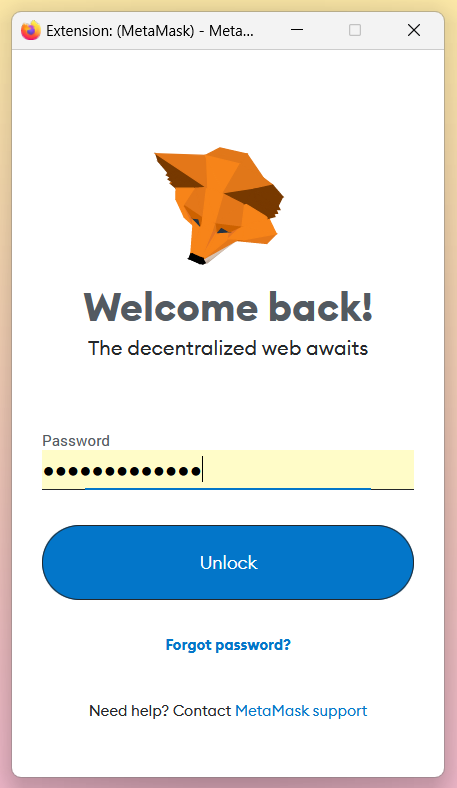 Extension: (MetaMask) - Meta...
Welcome back!
The decentralized web awaits
Password
●●●●●●●●●●●●●
Unlock
Forgot password?
Need help? Contact MetaMask support